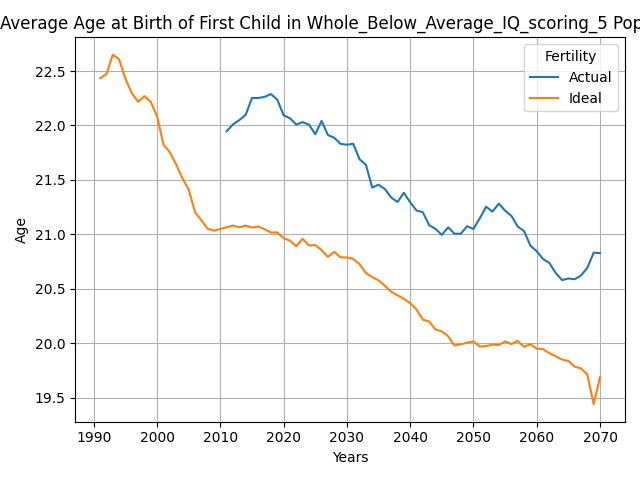 Average Age at Birth of First Child in Whole_Below_Average_IQ_scoring_5 Pop
Fertility
Actual
Ideal
22.5
22.0
21.5
21.0
20.5
20.0
19.5
Age
1990 2000 2010 2020 2030 2040 2050 2060 2070
Years